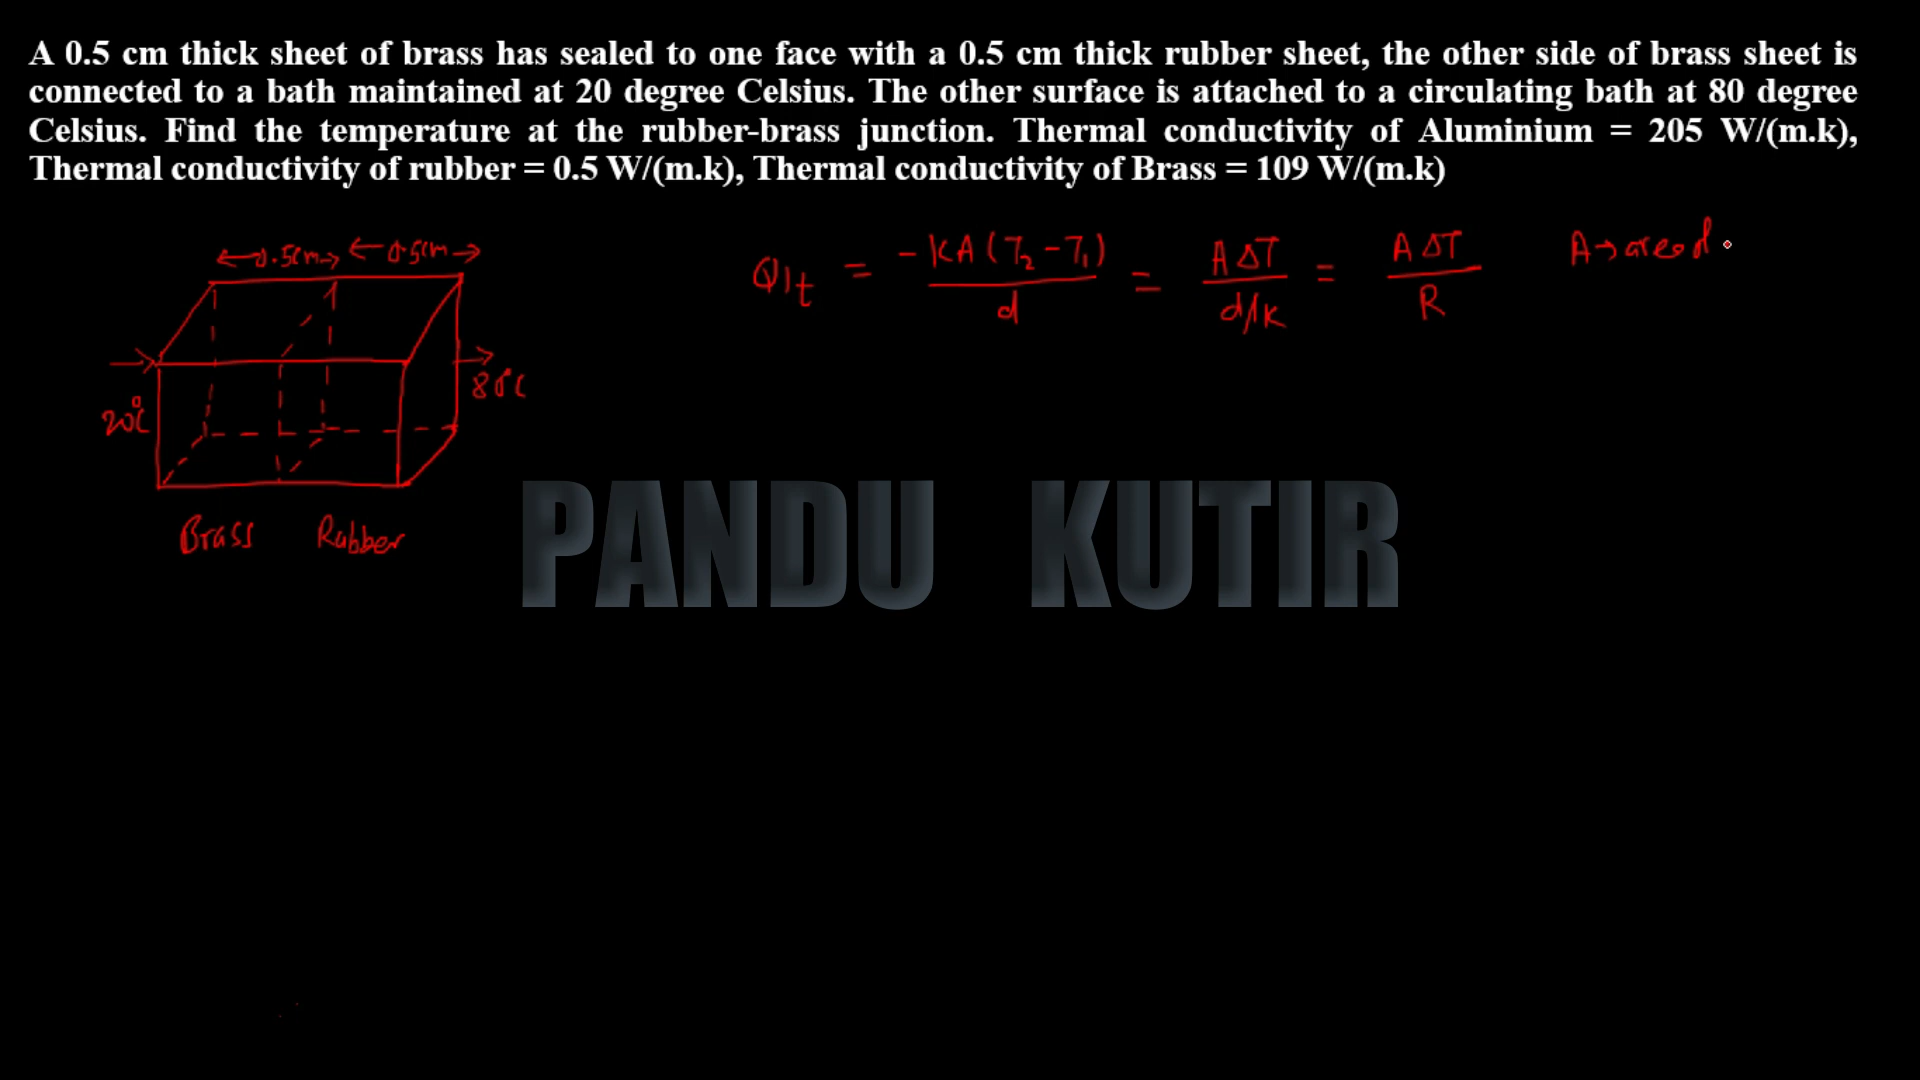 A 0.5 cm thick sheet of brass has sealed to one face with a 0.5 cm thick rubber sheet, the other side of brass sheet is
connected to a bath maintained at 20 degree Celsius. The other surface is attached to a circulating bath at 80 degree
Celsius. Find the temperature at the rubber-brass junction. Thermal conductivity of Aluminium = 205 W/(m.k),
Thermal conductivity of rubber = 0.5 W/(m.k), Thermal conductivity of Brass = 109 W/(m.k)
0.5cm 0.5cm
Q/t = -KA(T₂-T₁)/d = AΔT/d/k = AΔT/R A→area of
20°C
80°C
Brass Rubber
PANDU KUTIR